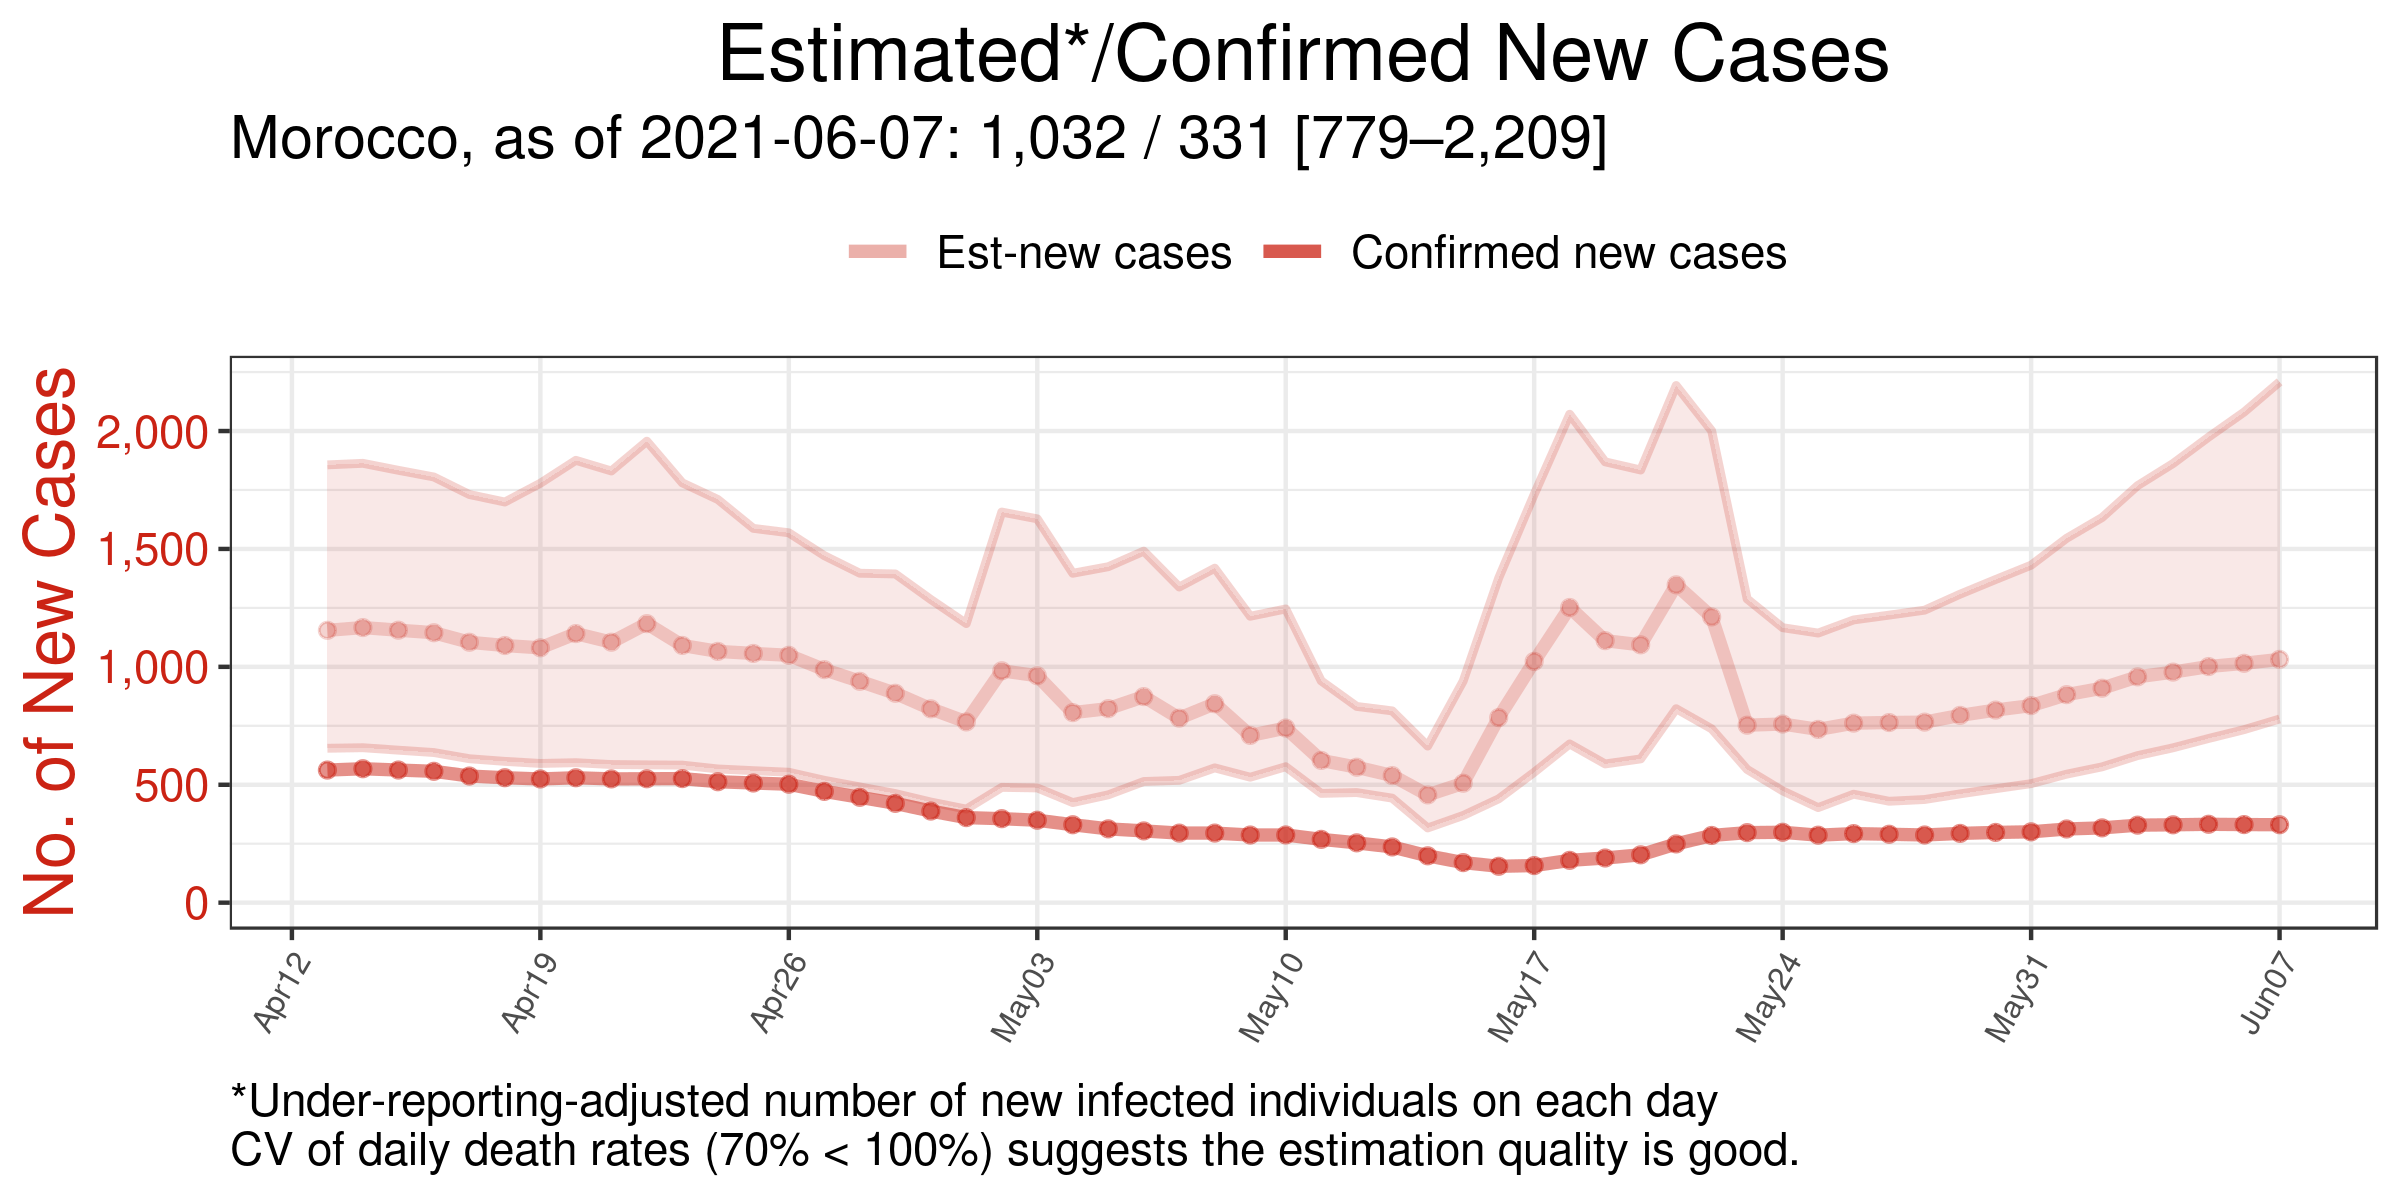 Estimated*/Confirmed New Cases
Morocco, as of 2021-06-07: 1,032 / 331 [779–2,209]
Est-new cases
Confirmed new cases
No. of New Cases
2,000
1,500
1,000
500
0
Apr12
Apr19
Apr26
May03
May10
May17
May24
May31
Jun07
*Under-reporting-adjusted number of new infected individuals on each day
CV of daily death rates (70% < 100%) suggests the estimation quality is good.